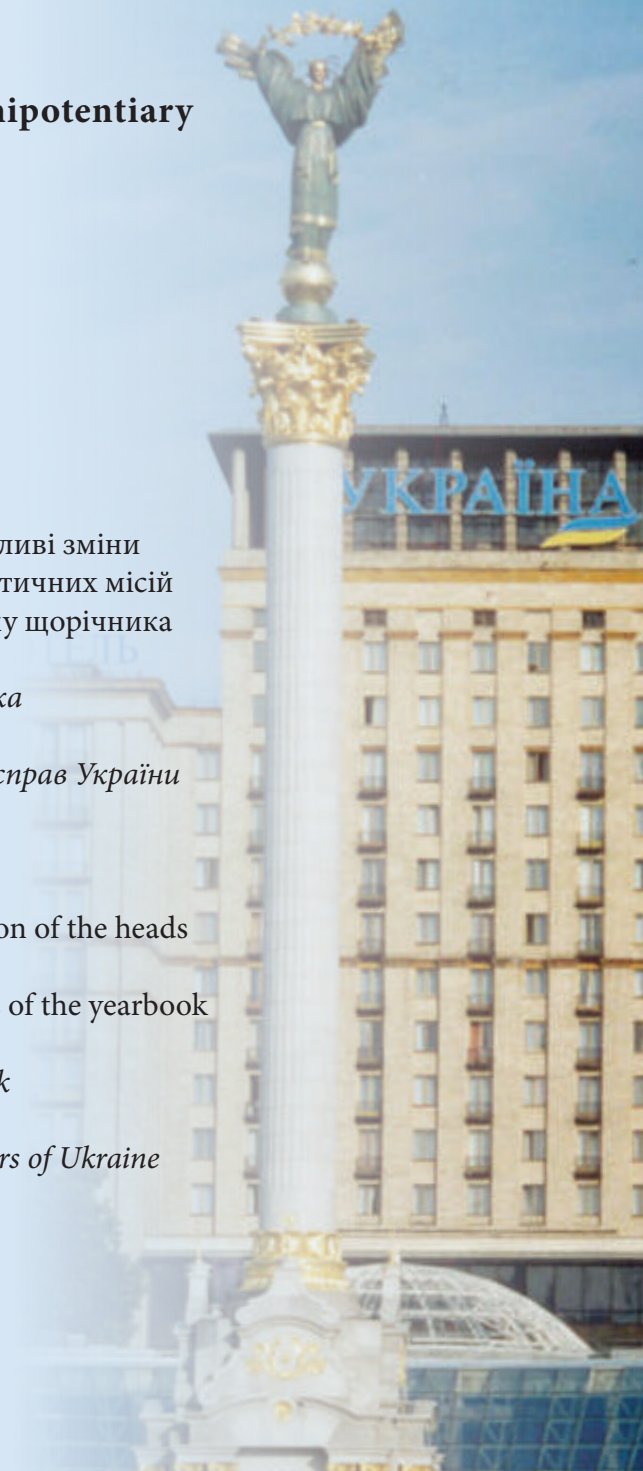 nipotentiary
УКРАЇНА
ливі зміни
тичних місій
у щорічника
ка
справ України
on of the heads
of the yearbook
k
rs of Ukraine